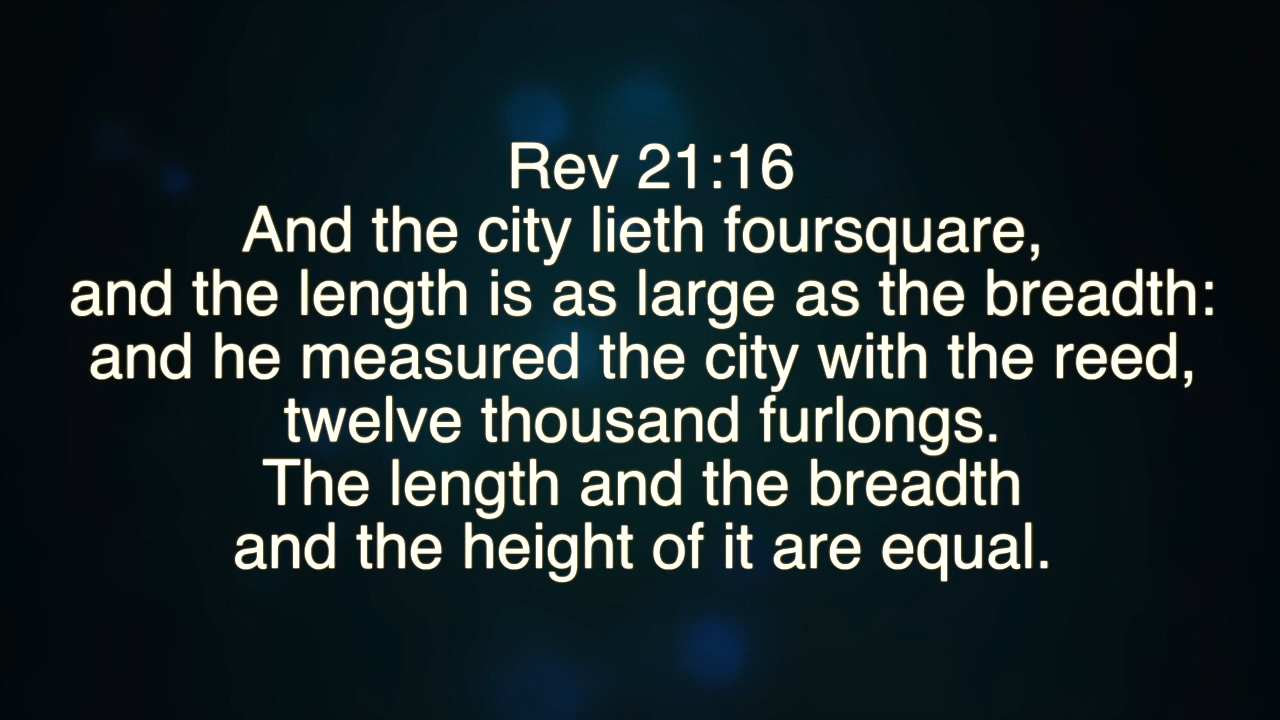 Rev 21:16
And the city lieth foursquare,
and the length is as large as the breadth:
and he measured the city with the reed,
twelve thousand furlongs.
The length and the breadth
and the height of it are equal.